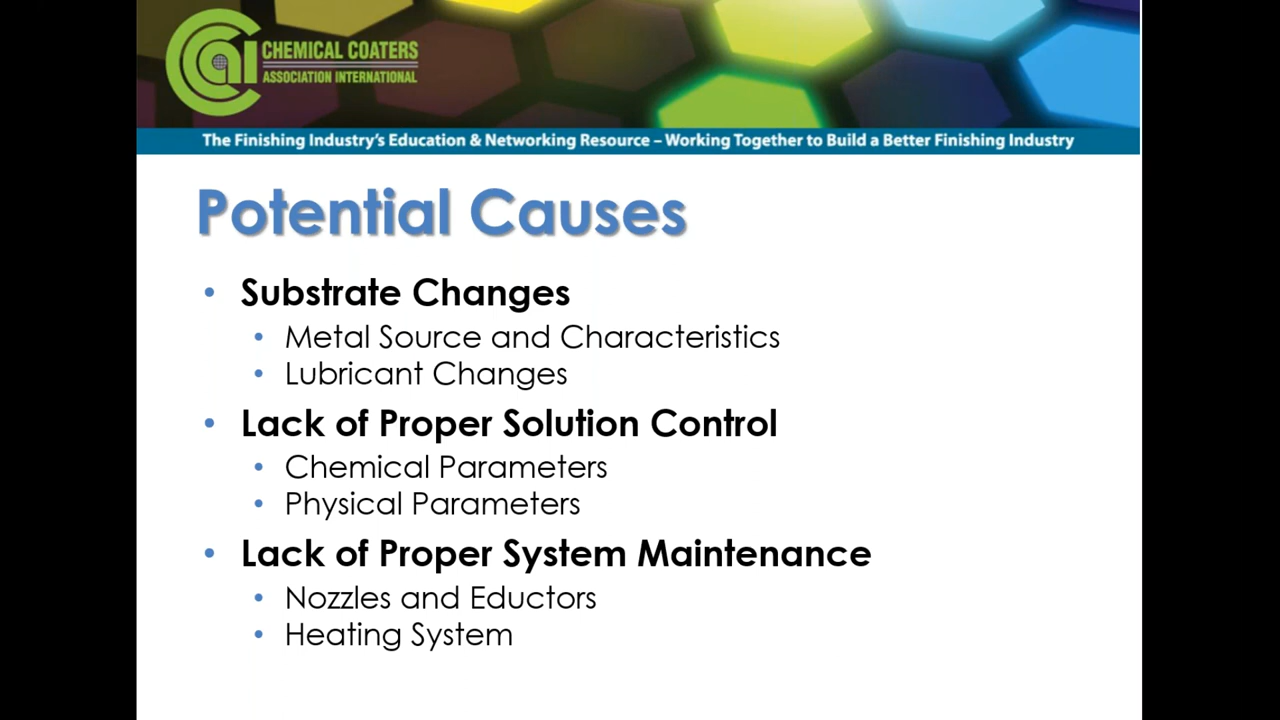 CHEMICAL COATERS
ASSOCIATION INTERNATIONAL
The Finishing Industry's Education & Networking Resource – Working Together to Build a Better Finishing Industry
Potential Causes
• Substrate Changes
• Metal Source and Characteristics
• Lubricant Changes
• Lack of Proper Solution Control
• Chemical Parameters
• Physical Parameters
• Lack of Proper System Maintenance
• Nozzles and Eductors
• Heating System